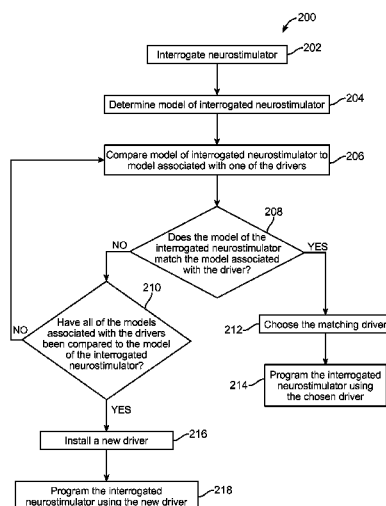 200
Interrogate neurostimulator
202
Determine model of interrogated neurostimulator
204
Compare model of interrogated neurostimulator to
model associated with one of the drivers
206
208
Does the model of the
interrogated neurostimulator
match the model associated
with the driver?
NO
YES
210
Have all of the models
associated with the drivers
been compared to the model
of the interrogated
neurostimulator?
NO
YES
212
Choose the matching driver
214
Program the interrogated
neurostimulator using
the chosen driver
Install a new driver
216
Program the interrogated
neurostimulator using the new driver
218